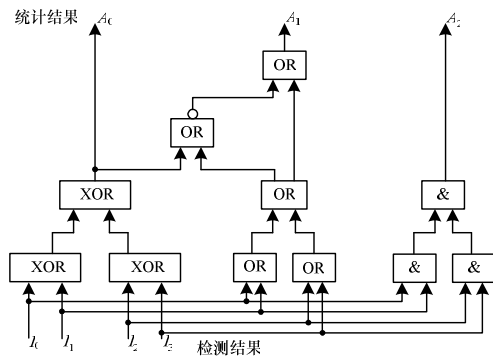 统计结果 A₀ A₁ A₂
OR
OR
XOR OR &
XOR XOR OR OR & &
I₀ I₁ I₂ I₃ 检测结果